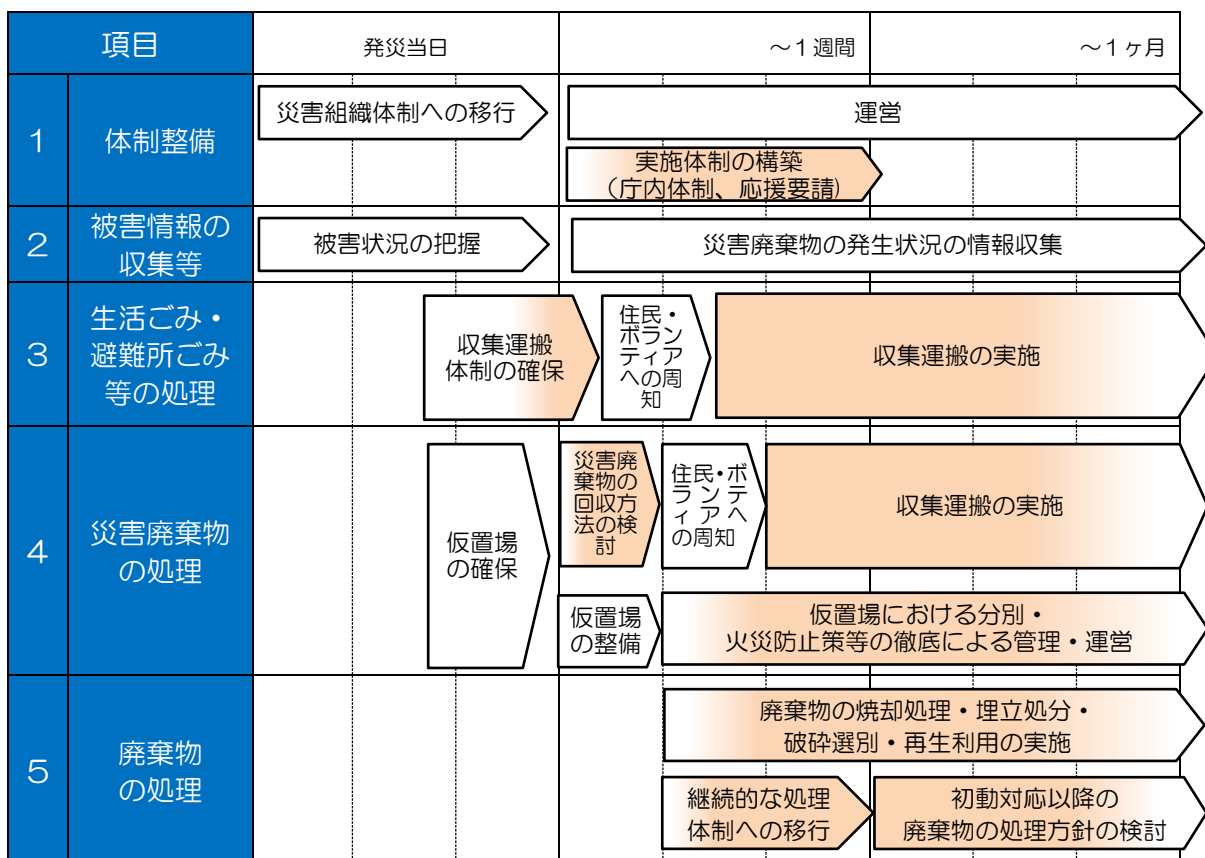 項目
発災当日
～１週間
～１ヶ月
1
体制整備
災害組織体制への移行
運営
実施体制の構築
（庁内体制、応援要請）
2
被害情報の
収集等
被害状況の把握
災害廃棄物の発生状況の情報収集
3
生活ごみ・
避難所ごみ
等の処理
収集運搬
体制の確保
住民・
ボラン
ティア
への周
知
収集運搬の実施
4
災害廃棄物
の処理
仮置場
の確保
災害廃
棄物の
回収方
法の検
討
住民・ボ
ランテ
ィアへ
の周知
収集運搬の実施
仮置場
の整備
仮置場における分別・
火災防止策等の徹底による管理・運営
5
廃棄物
の処理
廃棄物の焼却処理・埋立処分・
破砕選別・再生利用の実施
継続的な処理
体制への移行
初動対応以降の
廃棄物の処理方針の検討